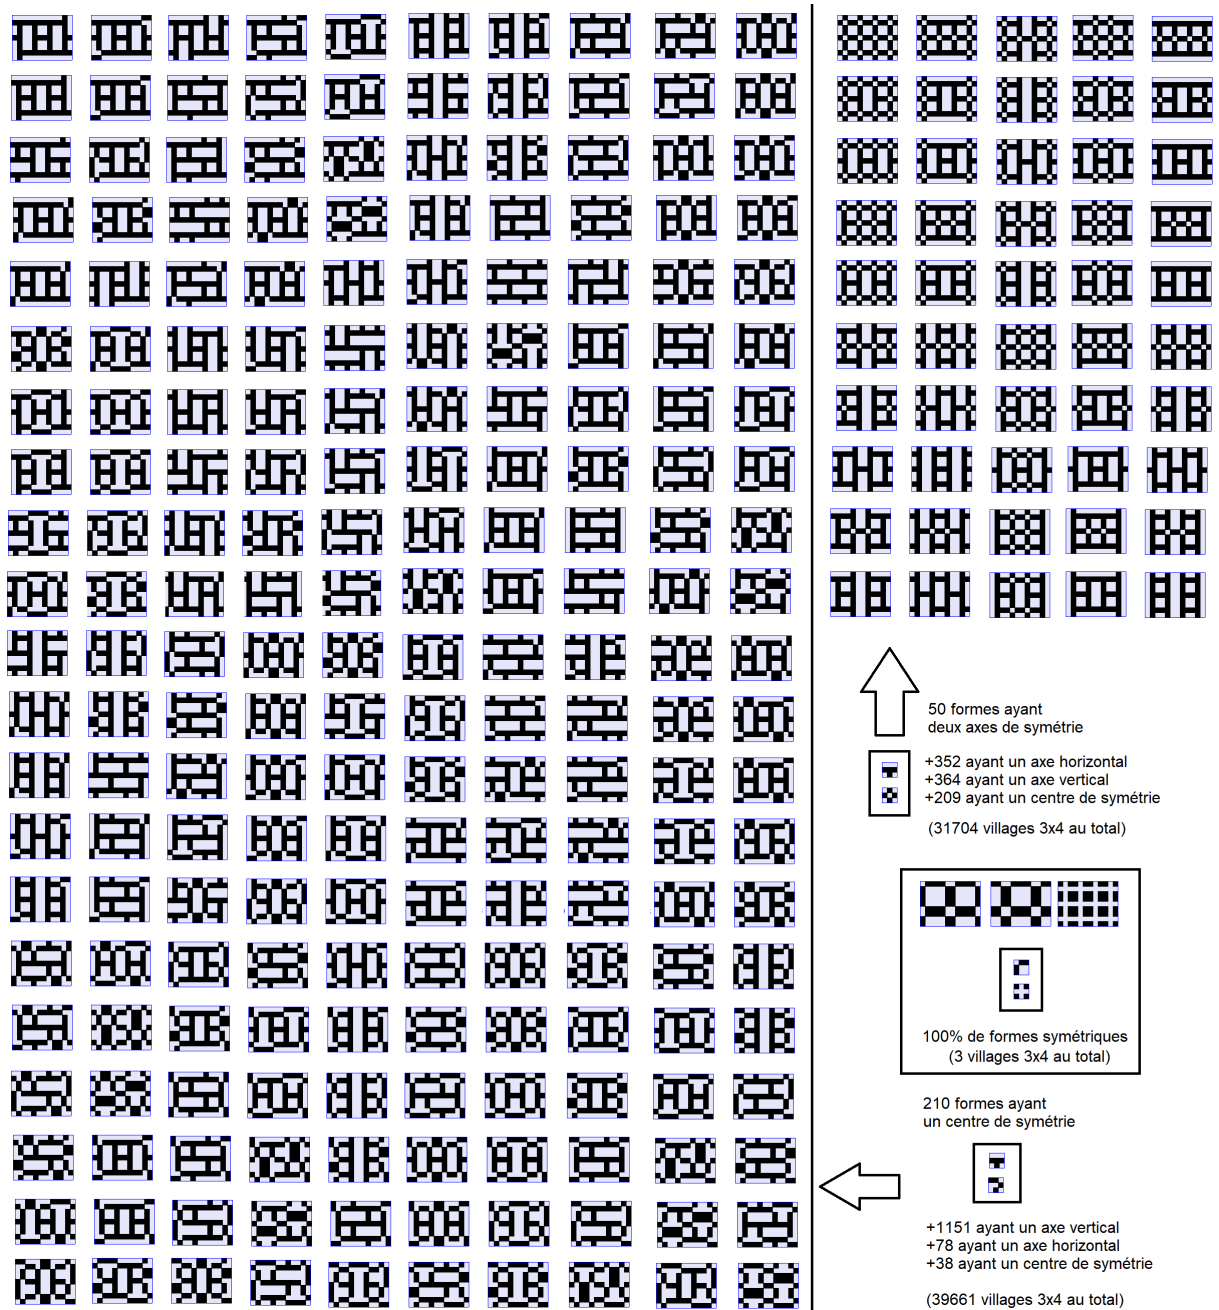 50 formes ayant
deux axes de symétrie
+352 ayant un axe horizontal
+364 ayant un axe vertical
+209 ayant un centre de symétrie
(31704 villages 3x4 au total)
100% de formes symétriques
(3 villages 3x4 au total)
210 formes ayant
un centre de symétrie
+1151 ayant un axe vertical
+78 ayant un axe horizontal
+38 ayant un centre de symétrie
(39661 villages 3x4 au total)